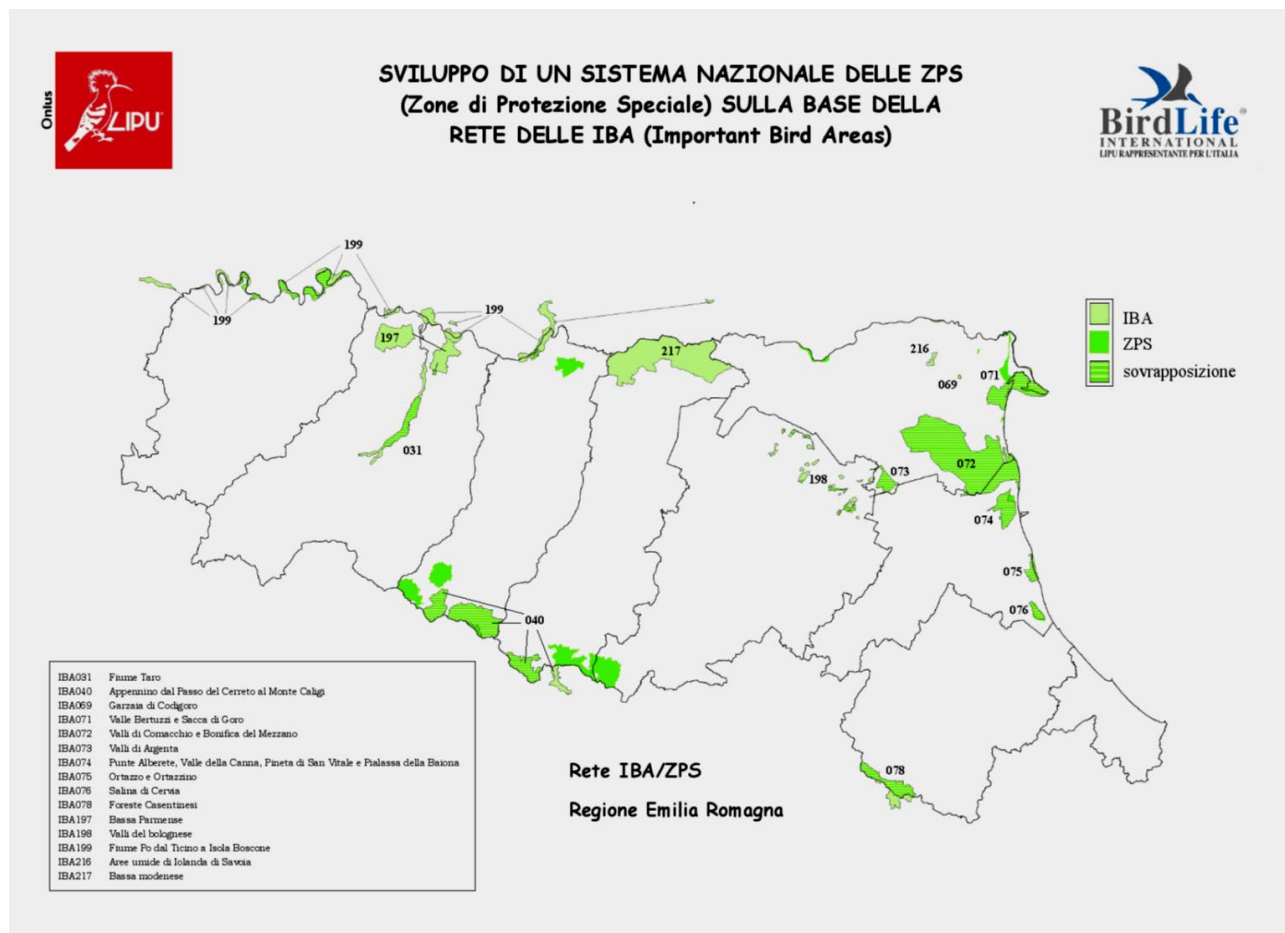 Onlus
LIPU
SVILUPPO DI UN SISTEMA NAZIONALE DELLE ZPS
(Zone di Protezione Speciale) SULLA BASE DELLA
RETE DELLE IBA (Important Bird Areas)
BirdLife®
INTERNATIONAL
LIPU RAPPRESENTANTE PER L'ITALIA
199
199
199
197
217
216
069
071
IBA
ZPS
sovrapposizione
031
072
073
198
074
075
076
040
078
IBA031 Fiume Taro
IBA040 Appennino dal Passo del Cerreto al Monte Caligi
IBA069 Garzaia di Codigoro
IBA071 Valle Bertuzzi e Sacca di Goro
IBA072 Valli di Comacchio e Bonifica del Mezzano
IBA073 Valli di Argenta
IBA074 Punte Alberete, Valle della Canna, Pineta di San Vitale e Pialassa della Baiona
IBA075 Ortazzo e Ortazzino
IBA076 Salina di Cervia
IBA078 Foreste Casentinesi
IBA197 Bassa Parmense
IBA198 Valli del bolognese
IBA199 Fiume Po dal Ticino a Isola Boscone
IBA216 Aree umide di Iolanda di Savoia
IBA217 Bassa modenese
Rete IBA/ZPS
Regione Emilia Romagna